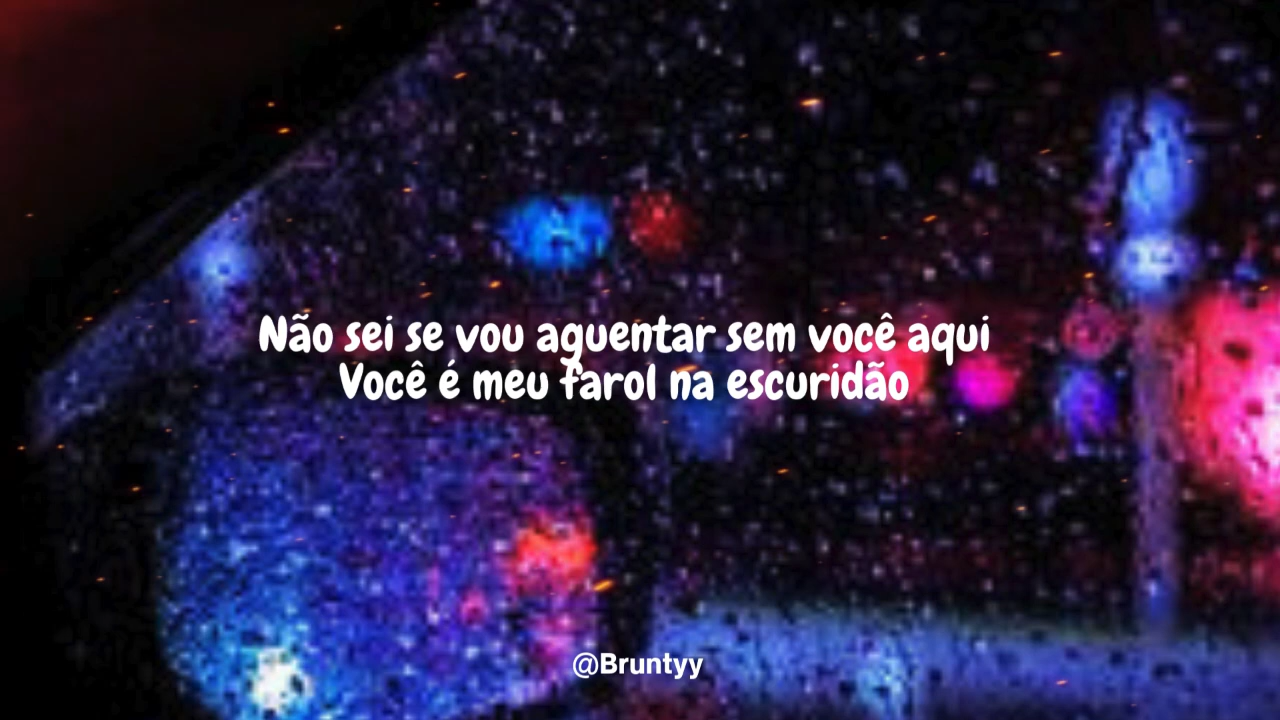 Não sei se vou aguentar sem você aqui
Você é meu farol na escuridão
@Bruntyy